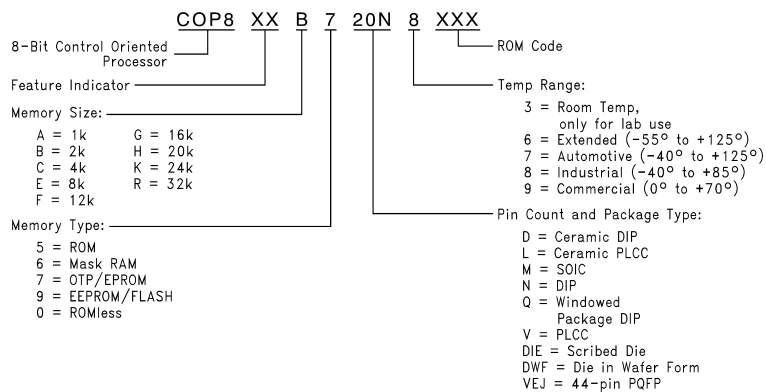 COP8 XX B 7 20N 8 XXX
8-Bit Control Oriented
Processor
Feature Indicator
Memory Size:
A = 1k G = 16k
B = 2k H = 20k
C = 4k K = 24k
E = 8k R = 32k
F = 12k
Memory Type:
5 = ROM
6 = Mask RAM
7 = OTP/EPROM
9 = EEPROM/FLASH
0 = ROMless
ROM Code
Temp Range:
3 = Room Temp,
only for lab use
6 = Extended (-55° to +125°)
7 = Automotive (-40° to +125°)
8 = Industrial (-40° to +85°)
9 = Commercial (0° to +70°)
Pin Count and Package Type:
D = Ceramic DIP
L = Ceramic PLCC
M = SOIC
N = DIP
Q = Windowed
Package DIP
V = PLCC
DIE = Scribed Die
DWF = Die in Wafer Form
VEJ = 44-pin PQFP